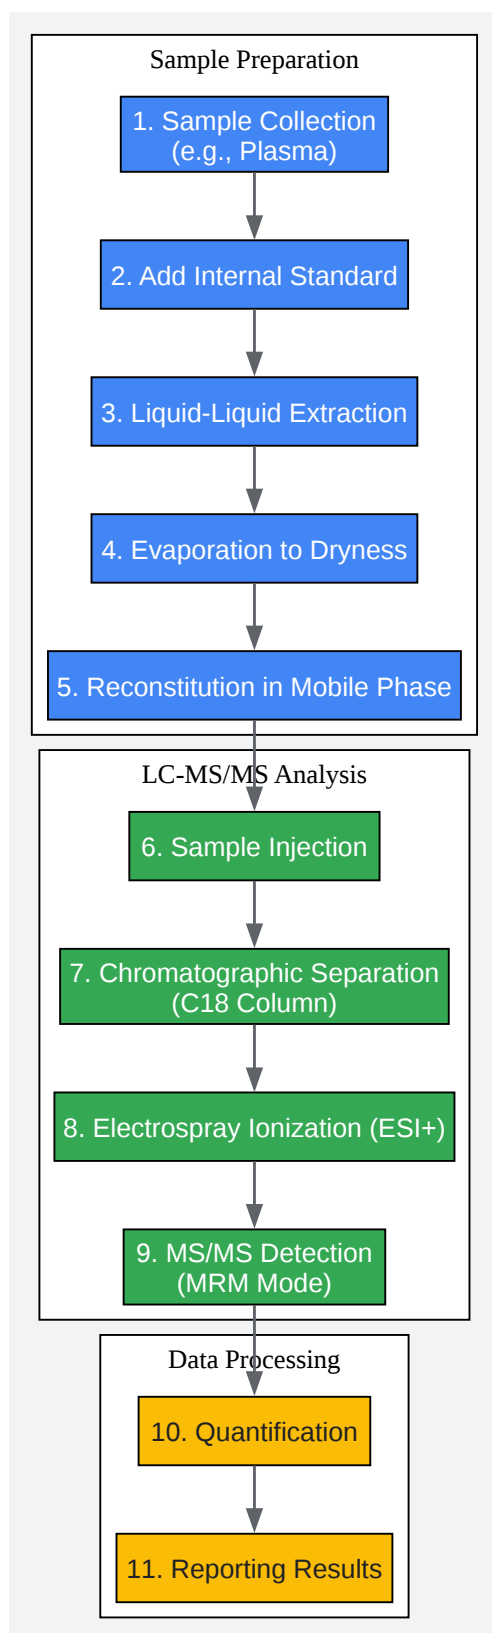 Sample Preparation
1. Sample Collection
(e.g., Plasma)
2. Add Internal Standard
3. Liquid-Liquid Extraction
4. Evaporation to Dryness
5. Reconstitution in Mobile Phase
LC-MS/MS Analysis
6. Sample Injection
7. Chromatographic Separation
(C18 Column)
8. Electrospray Ionization (ESI+)
9. MS/MS Detection
(MRM Mode)
Data Processing
10. Quantification
11. Reporting Results